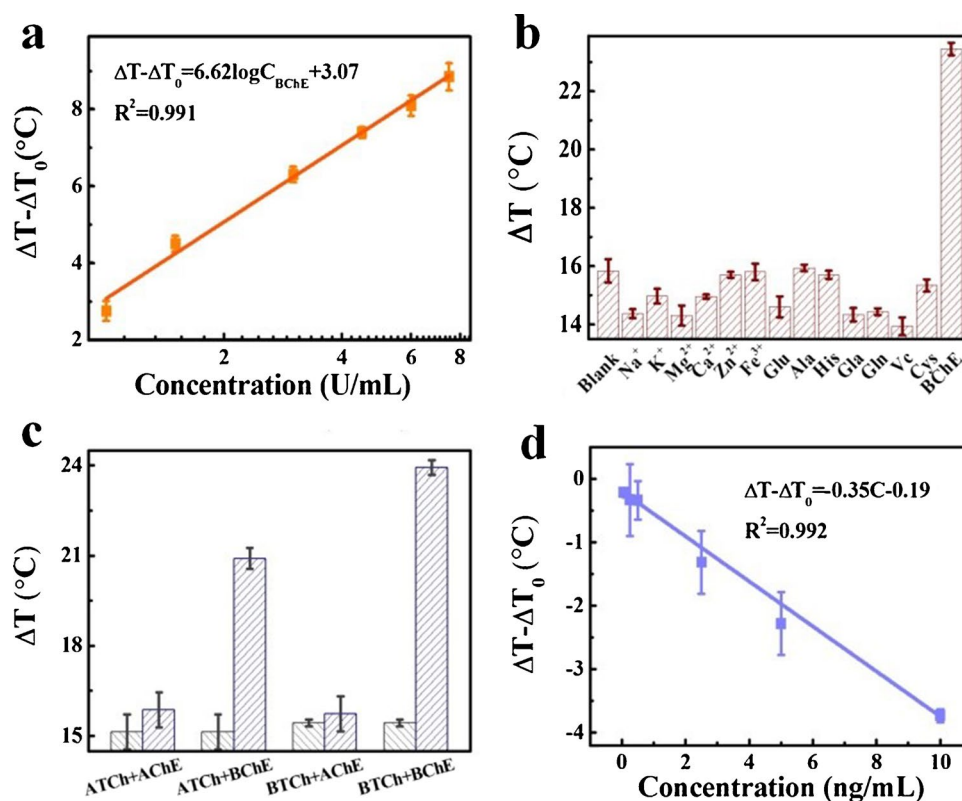 a
ΔT-ΔT₀=6.62logC_BChE+3.07
R²=0.991
ΔT-ΔT₀(°C)
8
6
4
2
2
4
6
8
Concentration (U/mL)
b
ΔT (°C)
22
20
18
16
14
Blank
Na⁺
K⁺
Mg²⁺
Ca²⁺
Zn²⁺
Fe³⁺
Glu
Ala
His
Gla
Gln
Vc
Cys
BChE
c
ΔT (°C)
24
21
18
15
ATCh+AChE
ATCh+BChE
BTCh+AChE
BTCh+BChE
d
ΔT-ΔT₀=-0.35C-0.19
R²=0.992
ΔT-ΔT₀ (°C)
0
-1
-2
-3
-4
0
2
4
6
8
10
Concentration (ng/mL)